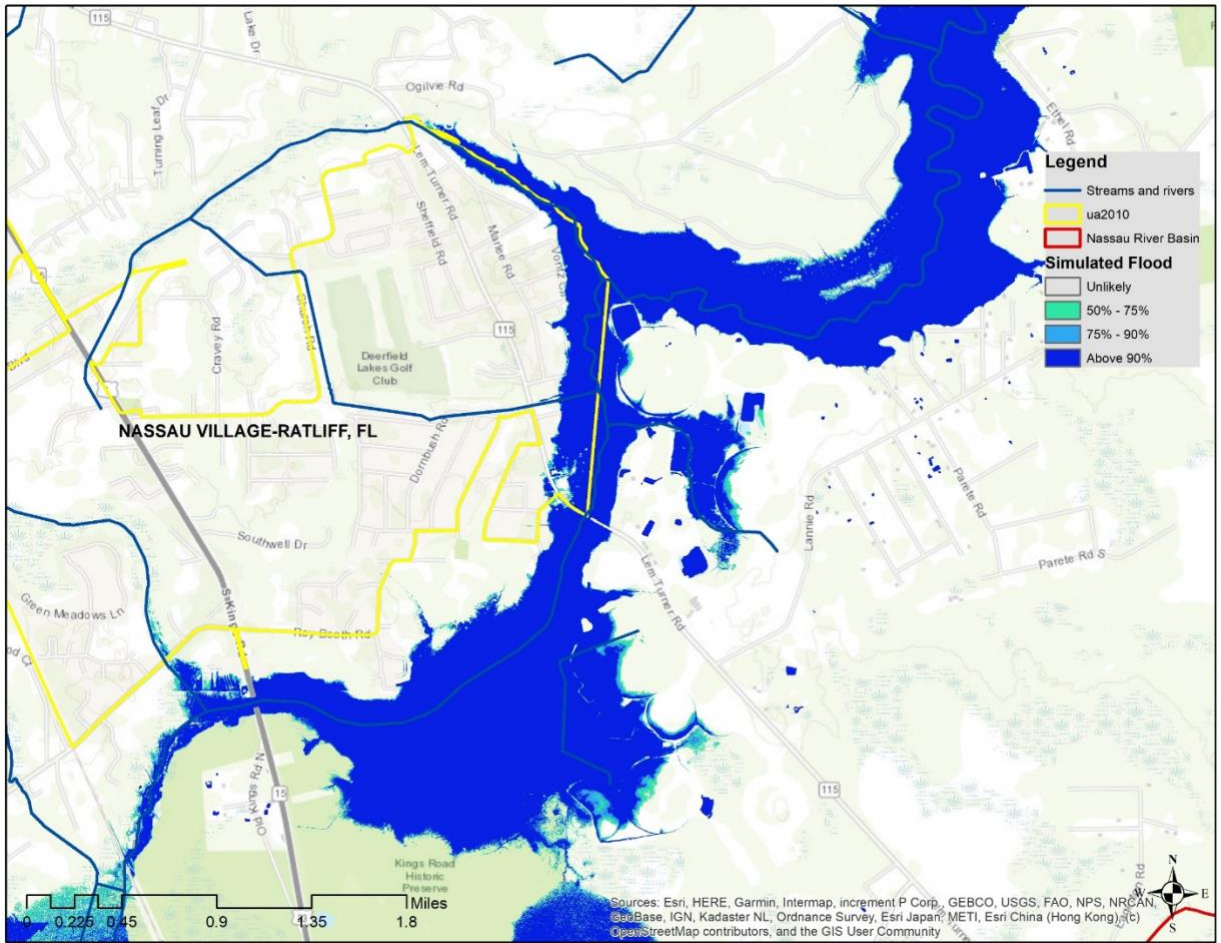 115
Lake Dr
Ogilvie Rd
Turning Leaf Dr
Ethel Rd
Legend
Streams and rivers
ua2010
Nassau River Basin
Simulated Flood
Unlikely
50% - 75%
75% - 90%
Above 90%
Lem Turner Rd
Sheffield Rd
Marlee Rd
Church Rd
Cravey Rd
115
Deerfield
Lakes Golf
Club
Blvd
NASSAU VILLAGE-RATLIFF, FL
Dornbush Rd
Southwell Dr
Lannie Rd
Parete Rd
Parete Rd S
Lem Turner Rd
Green Meadows Ln
Roy Booth Rd
od Ct
Old Kings Rd N
15
115
Kings Road
Historic
Preserve
Miles
0 0.225 0.45 0.9 1.35 1.8
N
W E
S
Sources: Esri, HERE, Garmin, Intermap, increment P Corp., GEBCO, USGS, FAO, NPS, NRCAN,
GeoBase, IGN, Kadaster NL, Ordnance Survey, Esri Japan, METI, Esri China (Hong Kong), (c)
OpenStreetMap contributors, and the GIS User Community